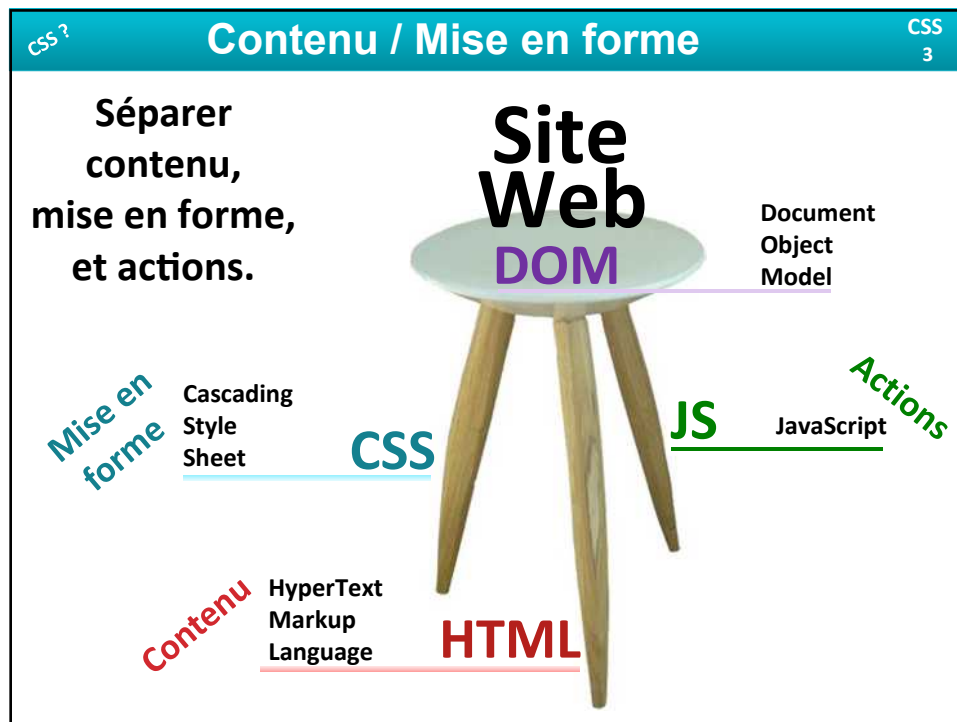 CSS ?
Contenu / Mise en forme
CSS
3
Séparer
contenu,
mise en forme,
et actions.
Site
Web
DOM
Document
Object
Model
Mise en
forme
Cascading
Style
Sheet
CSS
JS
JavaScript
Actions
Contenu
HyperText
Markup
Language
HTML